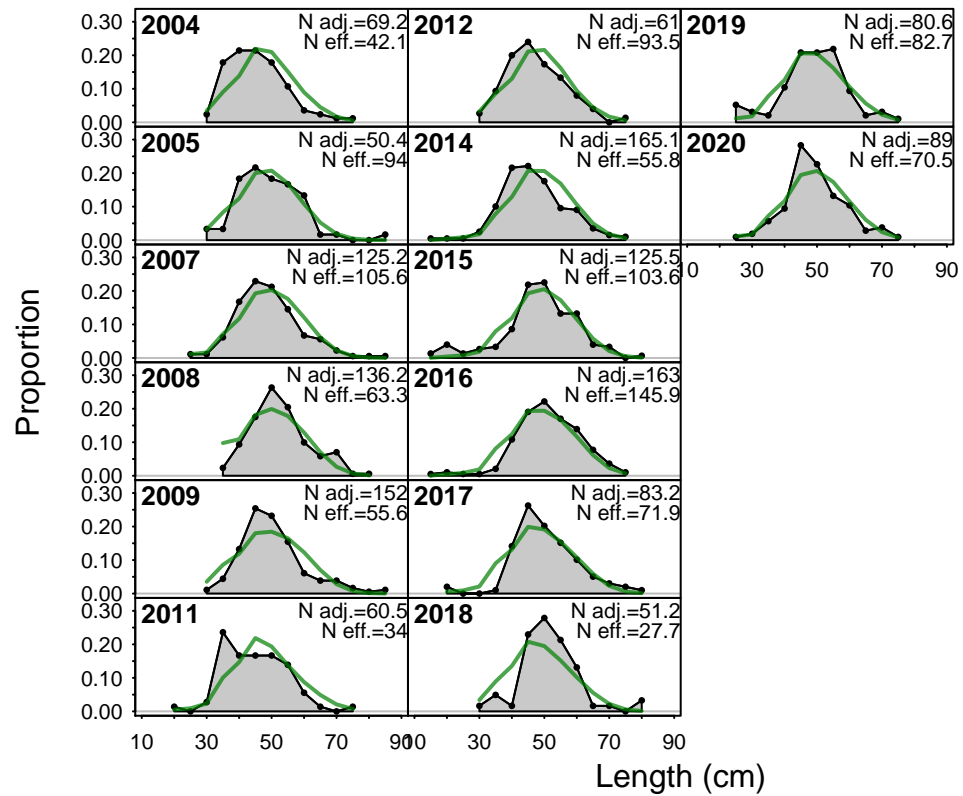 2004
N adj.=69.2
N eff.=42.1
2012
N adj.=61
N eff.=93.5
2019
N adj.=80.6
N eff.=82.7
0.30
0.20
0.10
0.00
2005
N adj.=50.4
N eff.=94
2014
N adj.=165.1
N eff.=55.8
2020
N adj.=89
N eff.=70.5
0.30
0.20
0.10
0.00
10 30 50 70 90
2007
N adj.=125.2
N eff.=105.6
2015
N adj.=125.5
N eff.=103.6
0.30
0.20
0.10
0.00
2008
N adj.=136.2
N eff.=63.3
2016
N adj.=163
N eff.=145.9
0.30
0.20
0.10
0.00
2009
N adj.=152
N eff.=55.6
2017
N adj.=83.2
N eff.=71.9
0.30
0.20
0.10
0.00
2011
N adj.=60.5
N eff.=34
2018
N adj.=51.2
N eff.=27.7
0.30
0.20
0.10
0.00
10 30 50 70 90
10 30 50 70 90
Proportion
Length (cm)